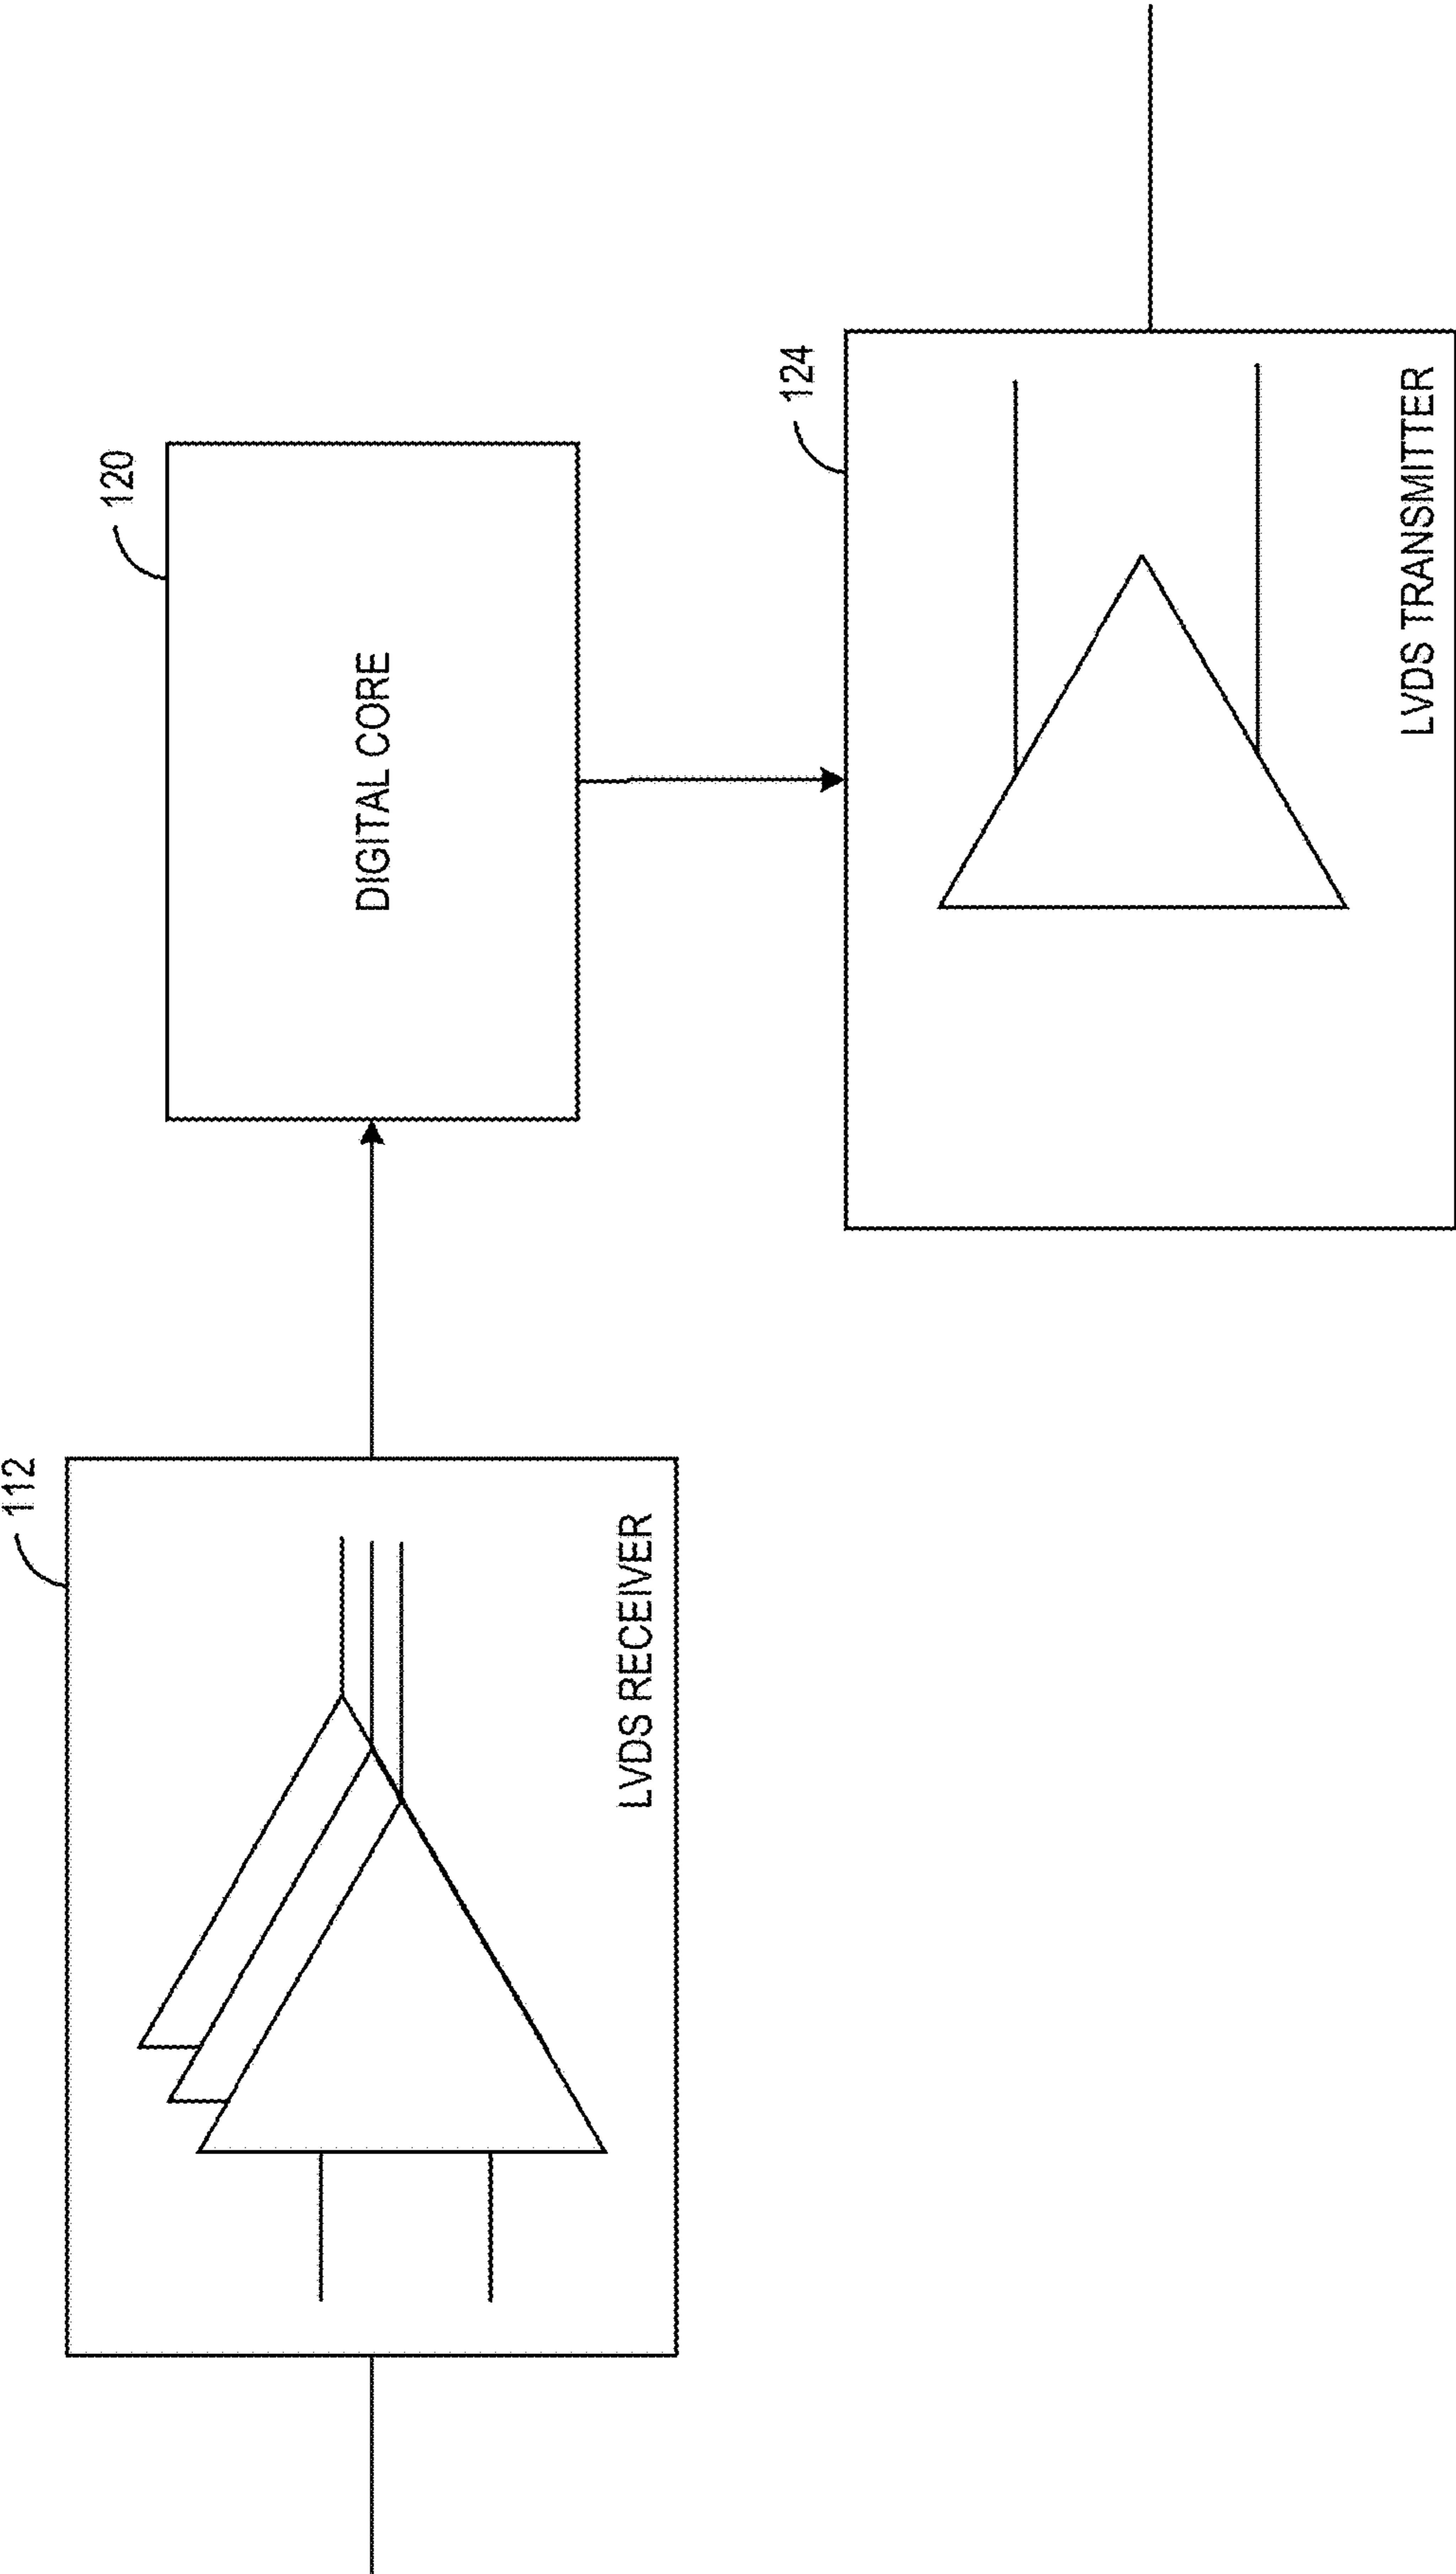 112
LVDS RECEIVER
120
DIGITAL CORE
124
LVDS TRANSMITTER